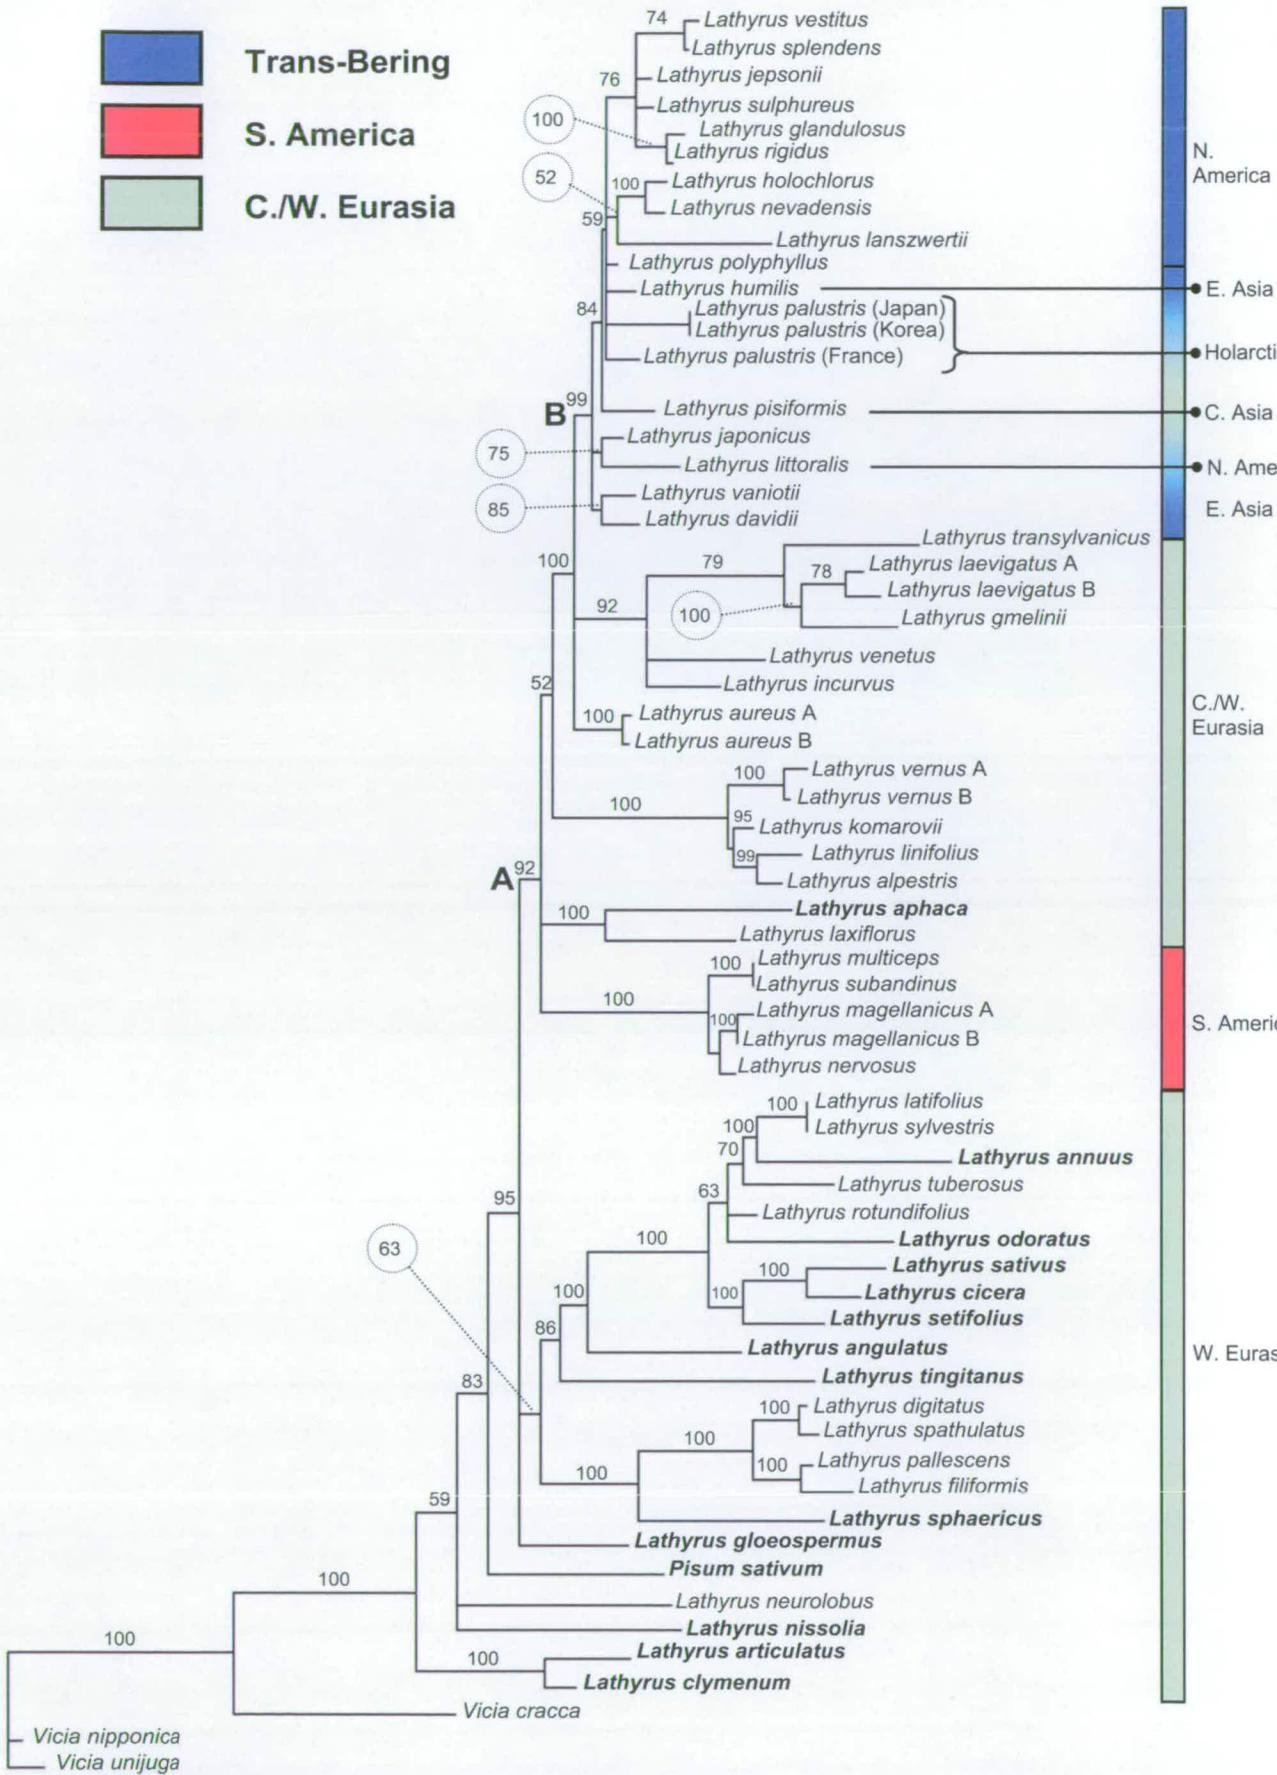 Trans-Bering
S. America
C./W. Eurasia
74
Lathyrus vestitus
Lathyrus splendens
76
Lathyrus jepsonii
Lathyrus sulphureus
100
Lathyrus glandulosus
Lathyrus rigidus
N.
America
52
100
Lathyrus holochlorus
Lathyrus nevadensis
59
Lathyrus lanszwertii
Lathyrus polyphyllus
Lathyrus humilis
E. Asia
84
Lathyrus palustris (Japan)
Lathyrus palustris (Korea)
Lathyrus palustris (France)
Holarcti
B
99
Lathyrus pisiformis
C. Asia
75
Lathyrus japonicus
Lathyrus littoralis
N. Ame
85
Lathyrus vaniotii
Lathyrus davidii
E. Asia
Lathyrus transylvanicus
100
79
78
Lathyrus laevigatus A
Lathyrus laevigatus B
92
100
Lathyrus gmelinii
Lathyrus venetus
52
Lathyrus incurvus
C./W.
Eurasia
100
Lathyrus aureus A
Lathyrus aureus B
100
Lathyrus vernus A
Lathyrus vernus B
100
95
Lathyrus komarovii
99
Lathyrus linifolius
A
92
Lathyrus alpestris
Lathyrus aphaca
100
Lathyrus laxiflorus
100
Lathyrus multiceps
Lathyrus subandinus
100
100
Lathyrus magellanicus A
Lathyrus magellanicus B
S. Americ
Lathyrus nervosus
100
Lathyrus latifolius
Lathyrus sylvestris
100
70
Lathyrus annuus
95
63
Lathyrus tuberosus
Lathyrus rotundifolius
63
100
Lathyrus odoratus
100
Lathyrus sativus
100
100
Lathyrus cicera
Lathyrus setifolius
86
Lathyrus angulatus
W. Euras
Lathyrus tingitanus
83
100
Lathyrus digitatus
Lathyrus spathulatus
100
100
Lathyrus pallescens
100
Lathyrus filiformis
59
Lathyrus sphaericus
Lathyrus gloeospermus
Pisum sativum
100
Lathyrus neurolobus
Lathyrus nissolia
100
100
Lathyrus articulatus
Lathyrus clymenum
Vicia cracca
Vicia nipponica
Vicia unijuga